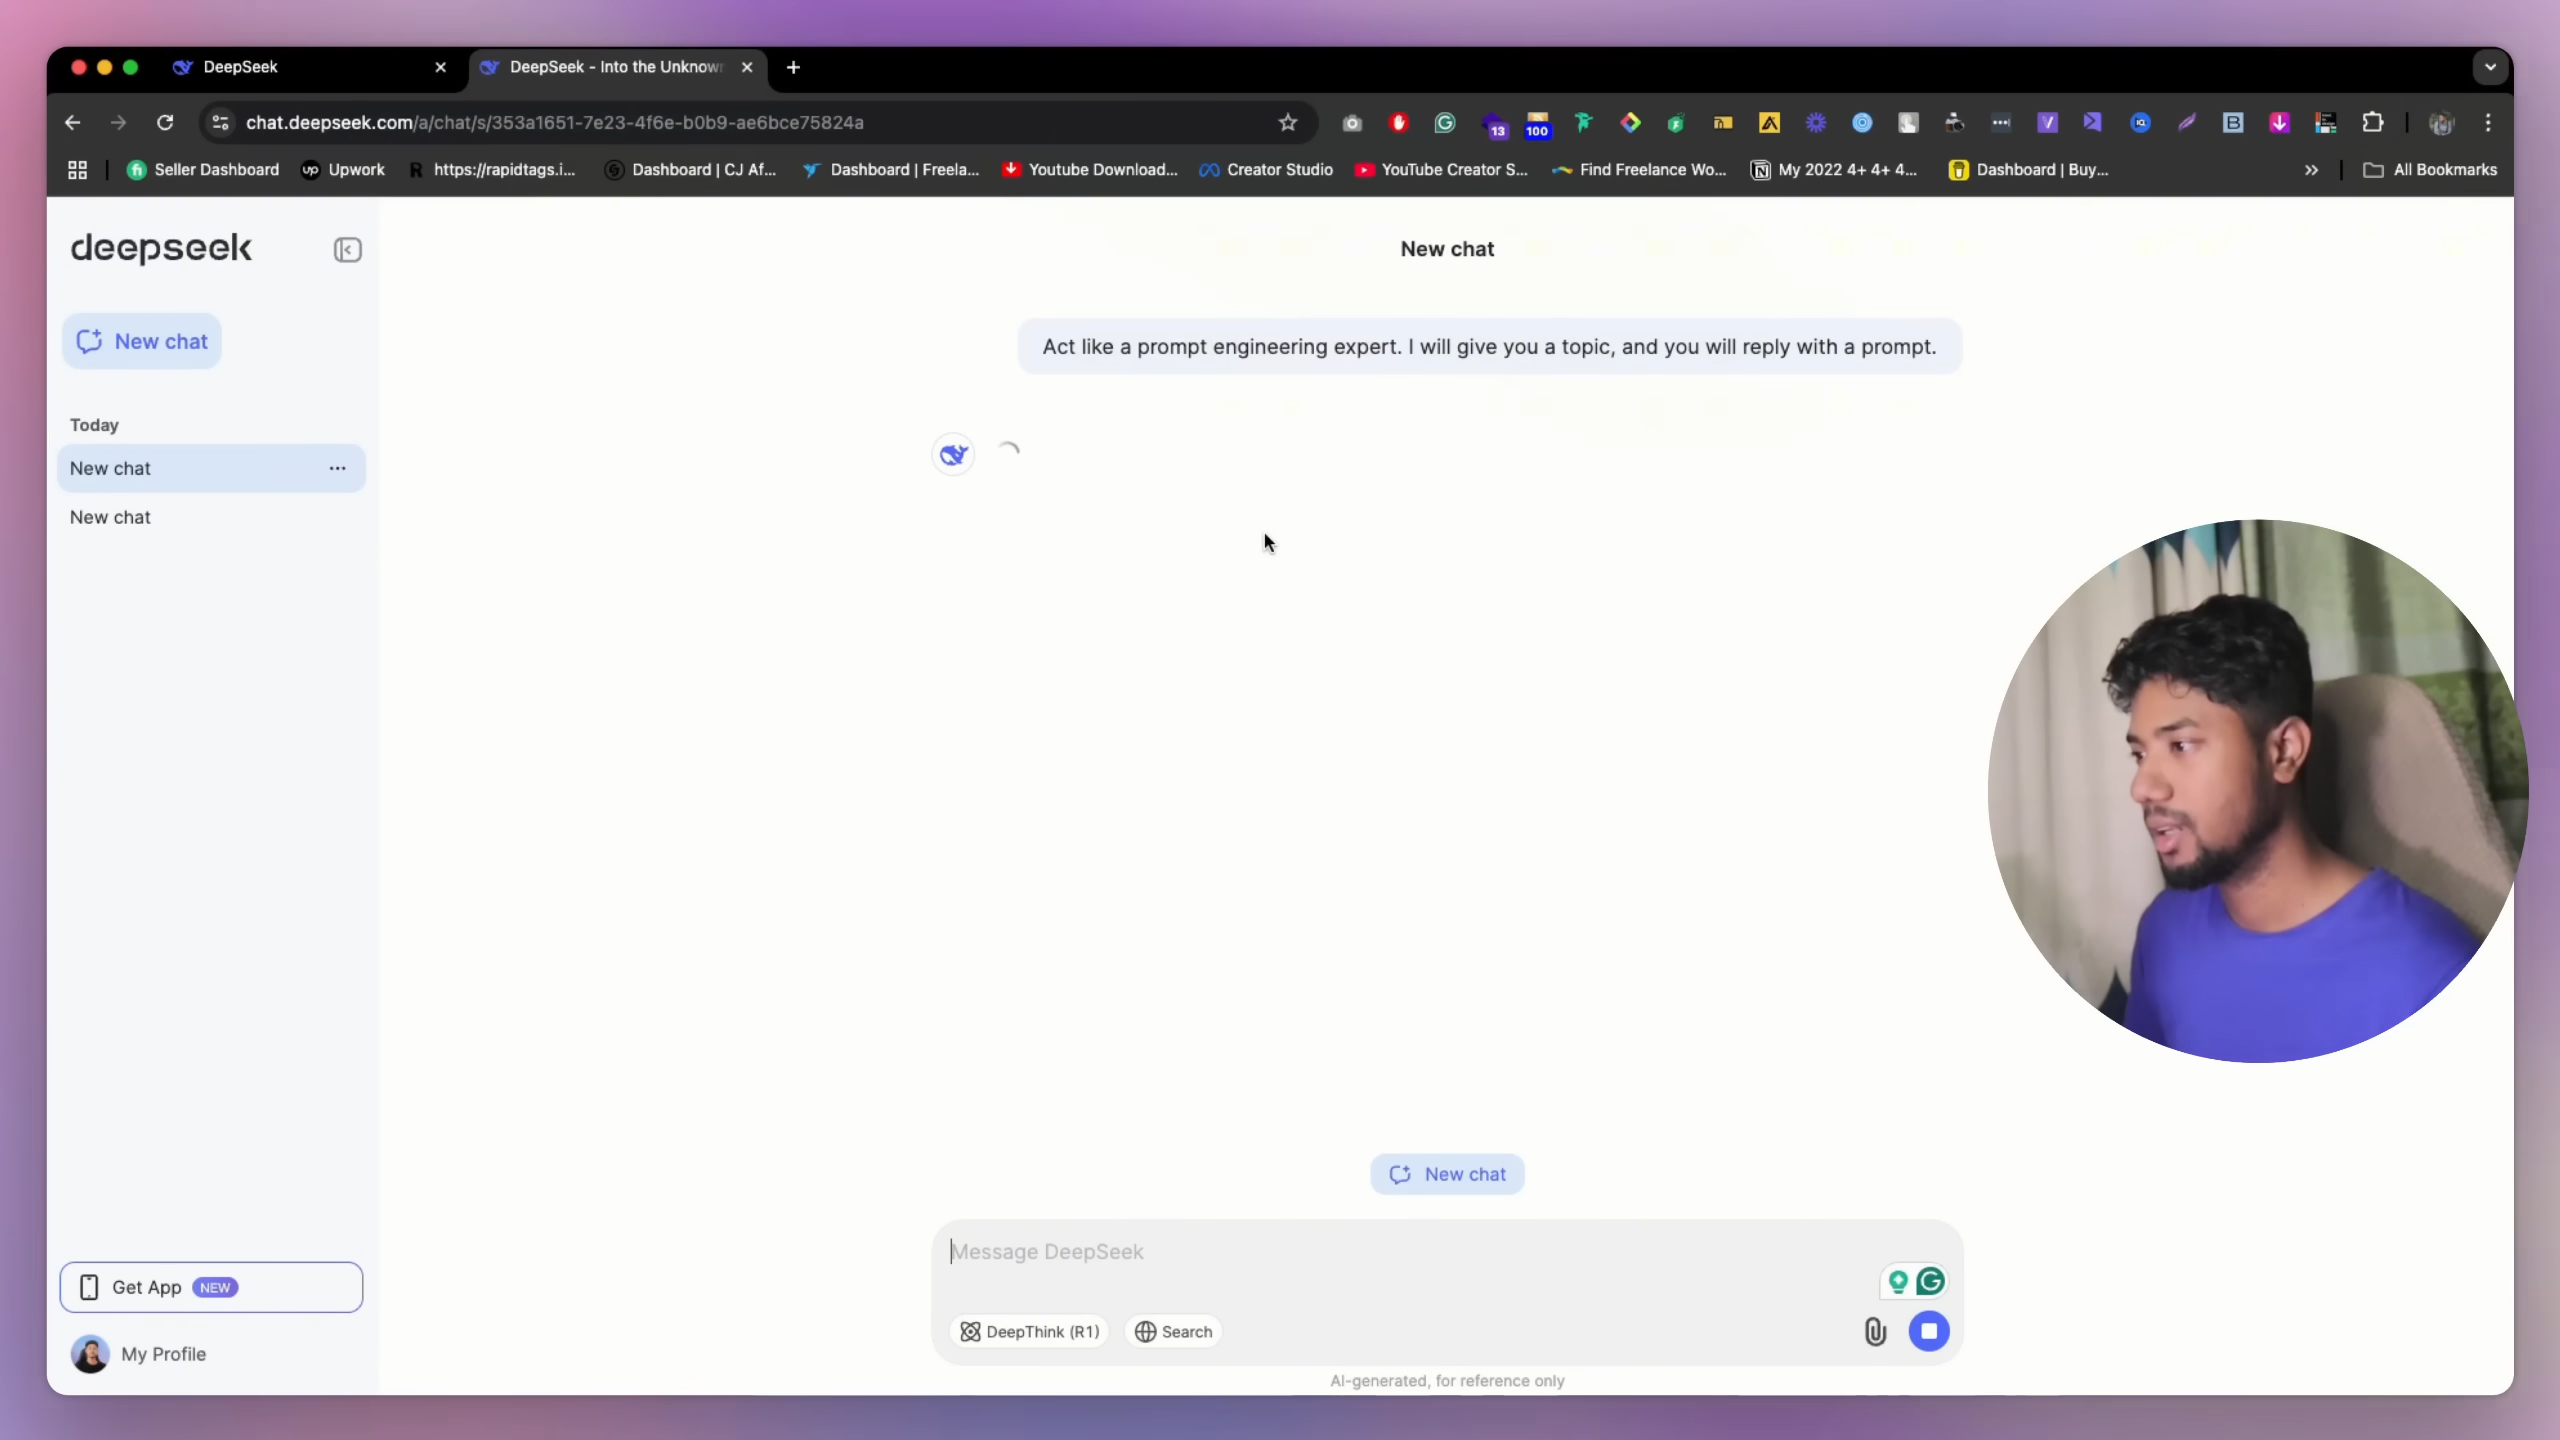 DeepSeek
DeepSeek - Into the Unknown
chat.deepseek.com/a/chat/s/353a1651-7e23-4f6e-b0b9-ae6bce75824a
13
100
Seller Dashboard
Upwork
https://rapidtags.i...
Dashboard | CJ Af...
Dashboard | Freela...
Youtube Download...
Creator Studio
YouTube Creator S...
Find Freelance Wo...
My 2022 4+ 4+ 4...
Dashboard | Buy...
All Bookmarks
deepseek
New chat
Today
New chat
New chat
Get App NEW
My Profile
New chat
Act like a prompt engineering expert. I will give you a topic, and you will reply with a prompt.
New chat
Message DeepSeek
DeepThink (R1)
Search
AI-generated, for reference only